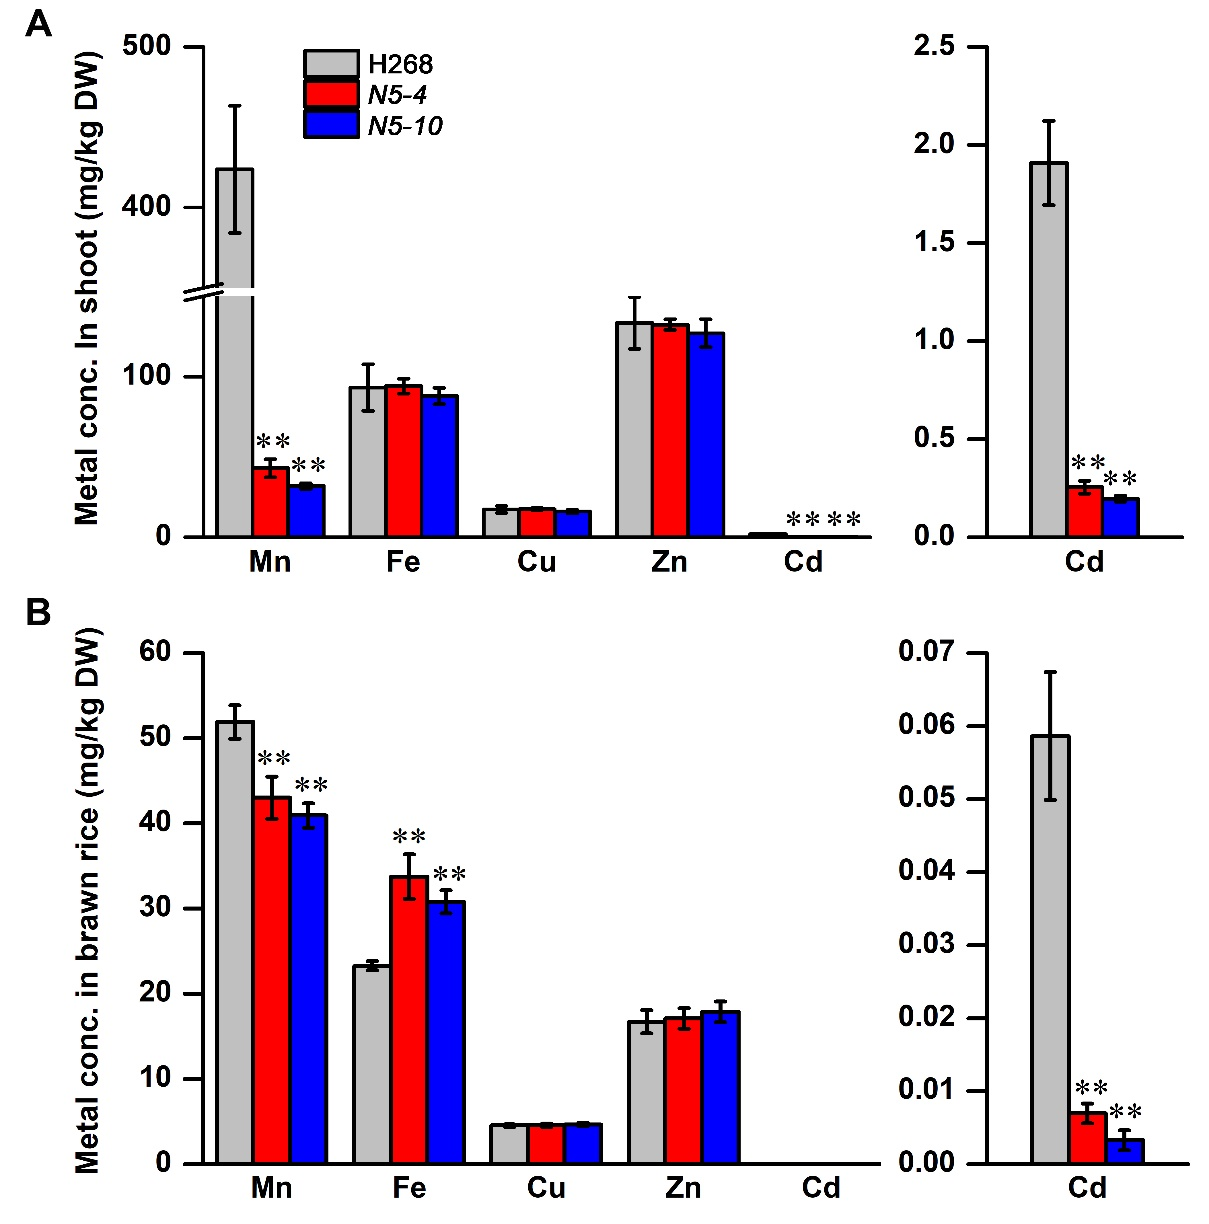 A
Metal conc. In shoot (mg/kg DW)
500
400
100
0
H268
N5-4
N5-10
** **
** **
Mn Fe Cu Zn Cd
2.5
2.0
1.5
1.0
0.5
0.0
** **
Cd
B
Metal conc. in brawn rice (mg/kg DW)
60
50
40
30
20
10
0
** **
** **
Mn Fe Cu Zn Cd
0.07
0.06
0.05
0.04
0.03
0.02
0.01
0.00
** **
Cd